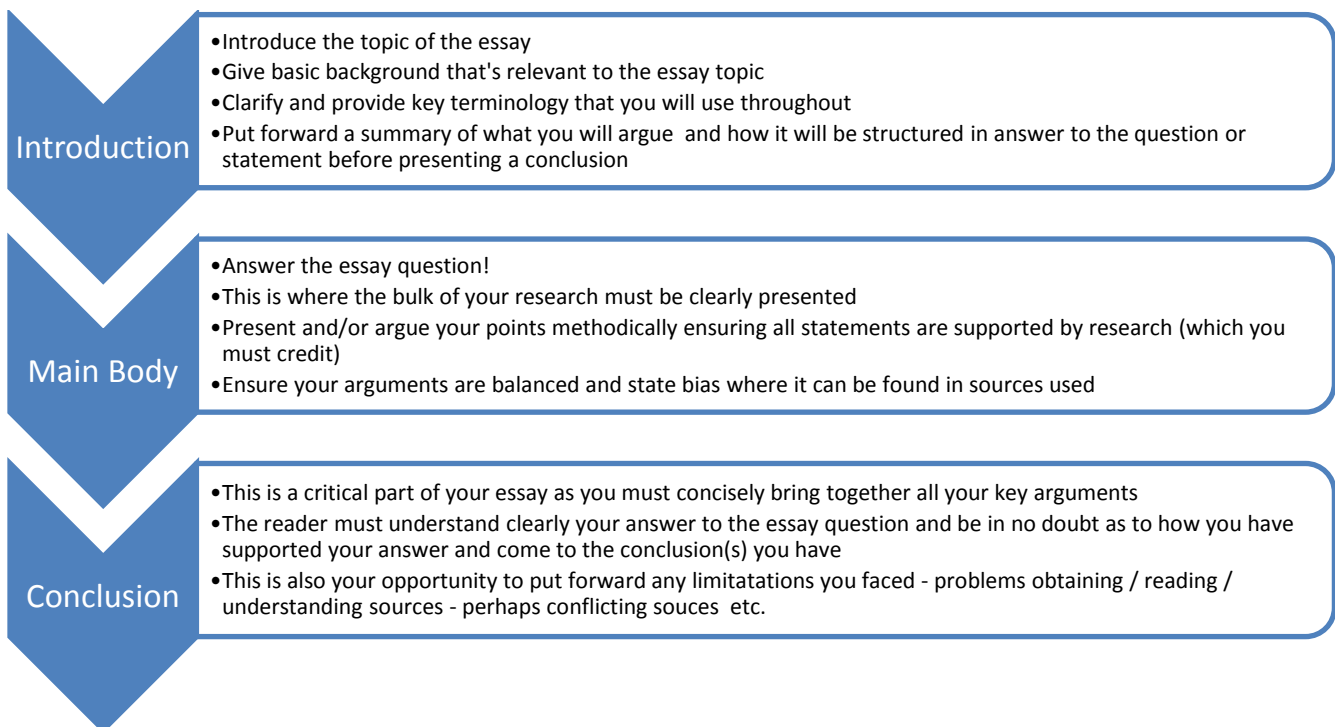 Introduction
•Introduce the topic of the essay
•Give basic background that's relevant to the essay topic
•Clarify and provide key terminology that you will use throughout
•Put forward a summary of what you will argue and how it will be structured in answer to the question or
statement before presenting a conclusion
Main Body
•Answer the essay question!
•This is where the bulk of your research must be clearly presented
•Present and/or argue your points methodically ensuring all statements are supported by research (which you
must credit)
•Ensure your arguments are balanced and state bias where it can be found in sources used
Conclusion
•This is a critical part of your essay as you must concisely bring together all your key arguments
•The reader must understand clearly your answer to the essay question and be in no doubt as to how you have
supported your answer and come to the conclusion(s) you have
•This is also your opportunity to put forward any limitatations you faced - problems obtaining / reading /
understanding sources - perhaps conflicting souces etc.